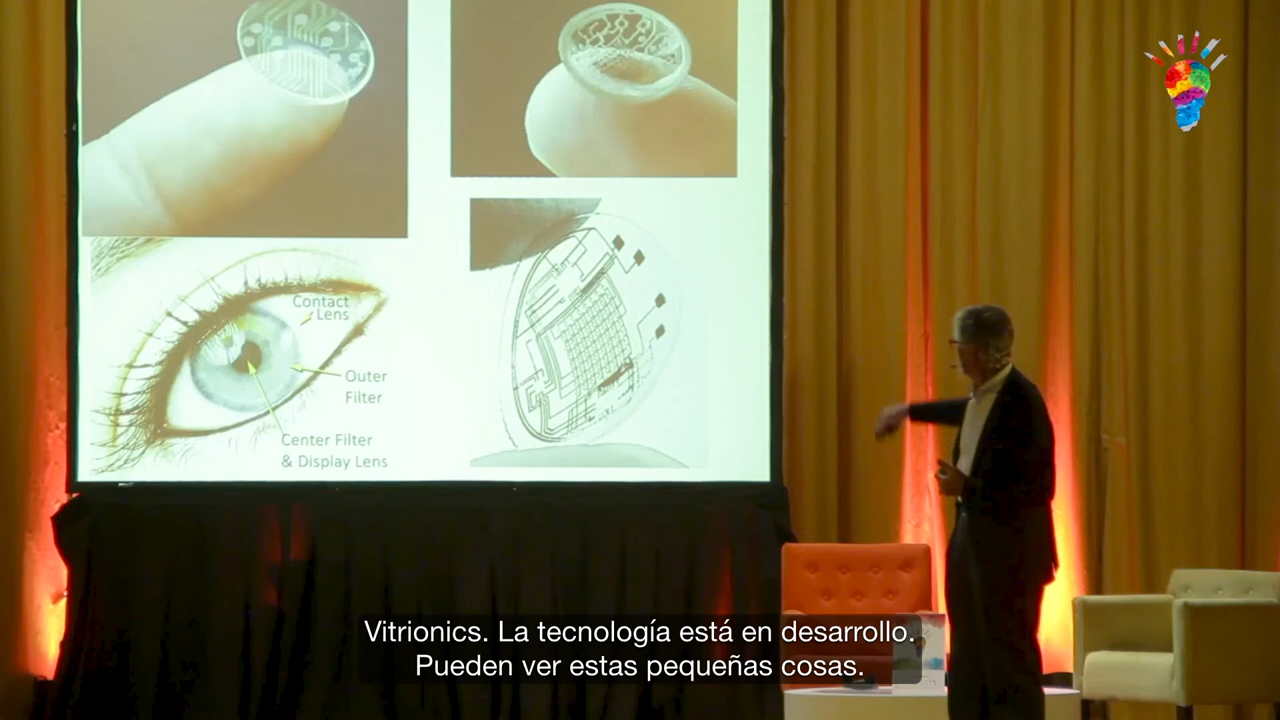 Contact
Lens
Outer
Filter
Center Filter
& Display Lens
Vitrionics. La tecnología está en desarrollo.
Pueden ver estas pequeñas cosas.